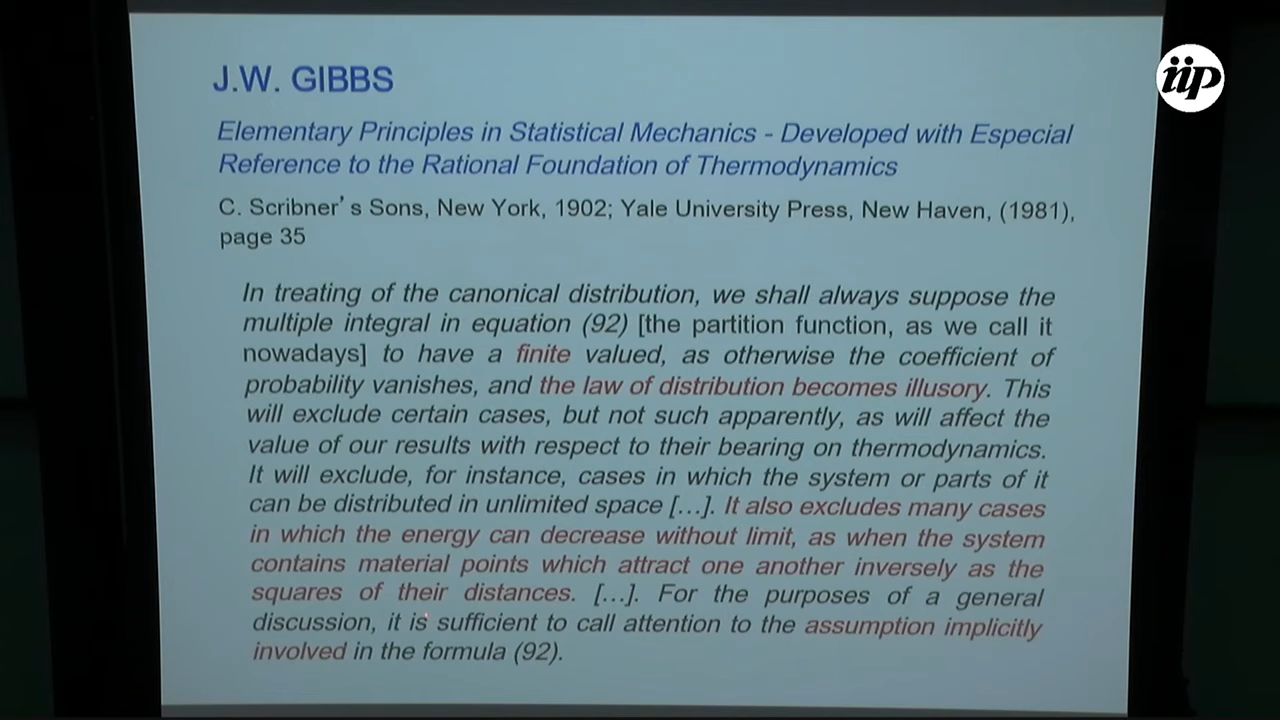 J.W. GIBBS
iip
Elementary Principles in Statistical Mechanics - Developed with Especial
Reference to the Rational Foundation of Thermodynamics
C. Scribner's Sons, New York, 1902; Yale University Press, New Haven, (1981),
page 35
In treating of the canonical distribution, we shall always suppose the
multiple integral in equation (92) [the partition function, as we call it
nowadays] to have a finite valued, as otherwise the coefficient of
probability vanishes, and the law of distribution becomes illusory. This
will exclude certain cases, but not such apparently, as will affect the
value of our results with respect to their bearing on thermodynamics.
It will exclude, for instance, cases in which the system or parts of it
can be distributed in unlimited space [...]. It also excludes many cases
in which the energy can decrease without limit, as when the system
contains material points which attract one another inversely as the
squares of their distances. [...]. For the purposes of a general
discussion, it is sufficient to call attention to the assumption implicitly
involved in the formula (92).